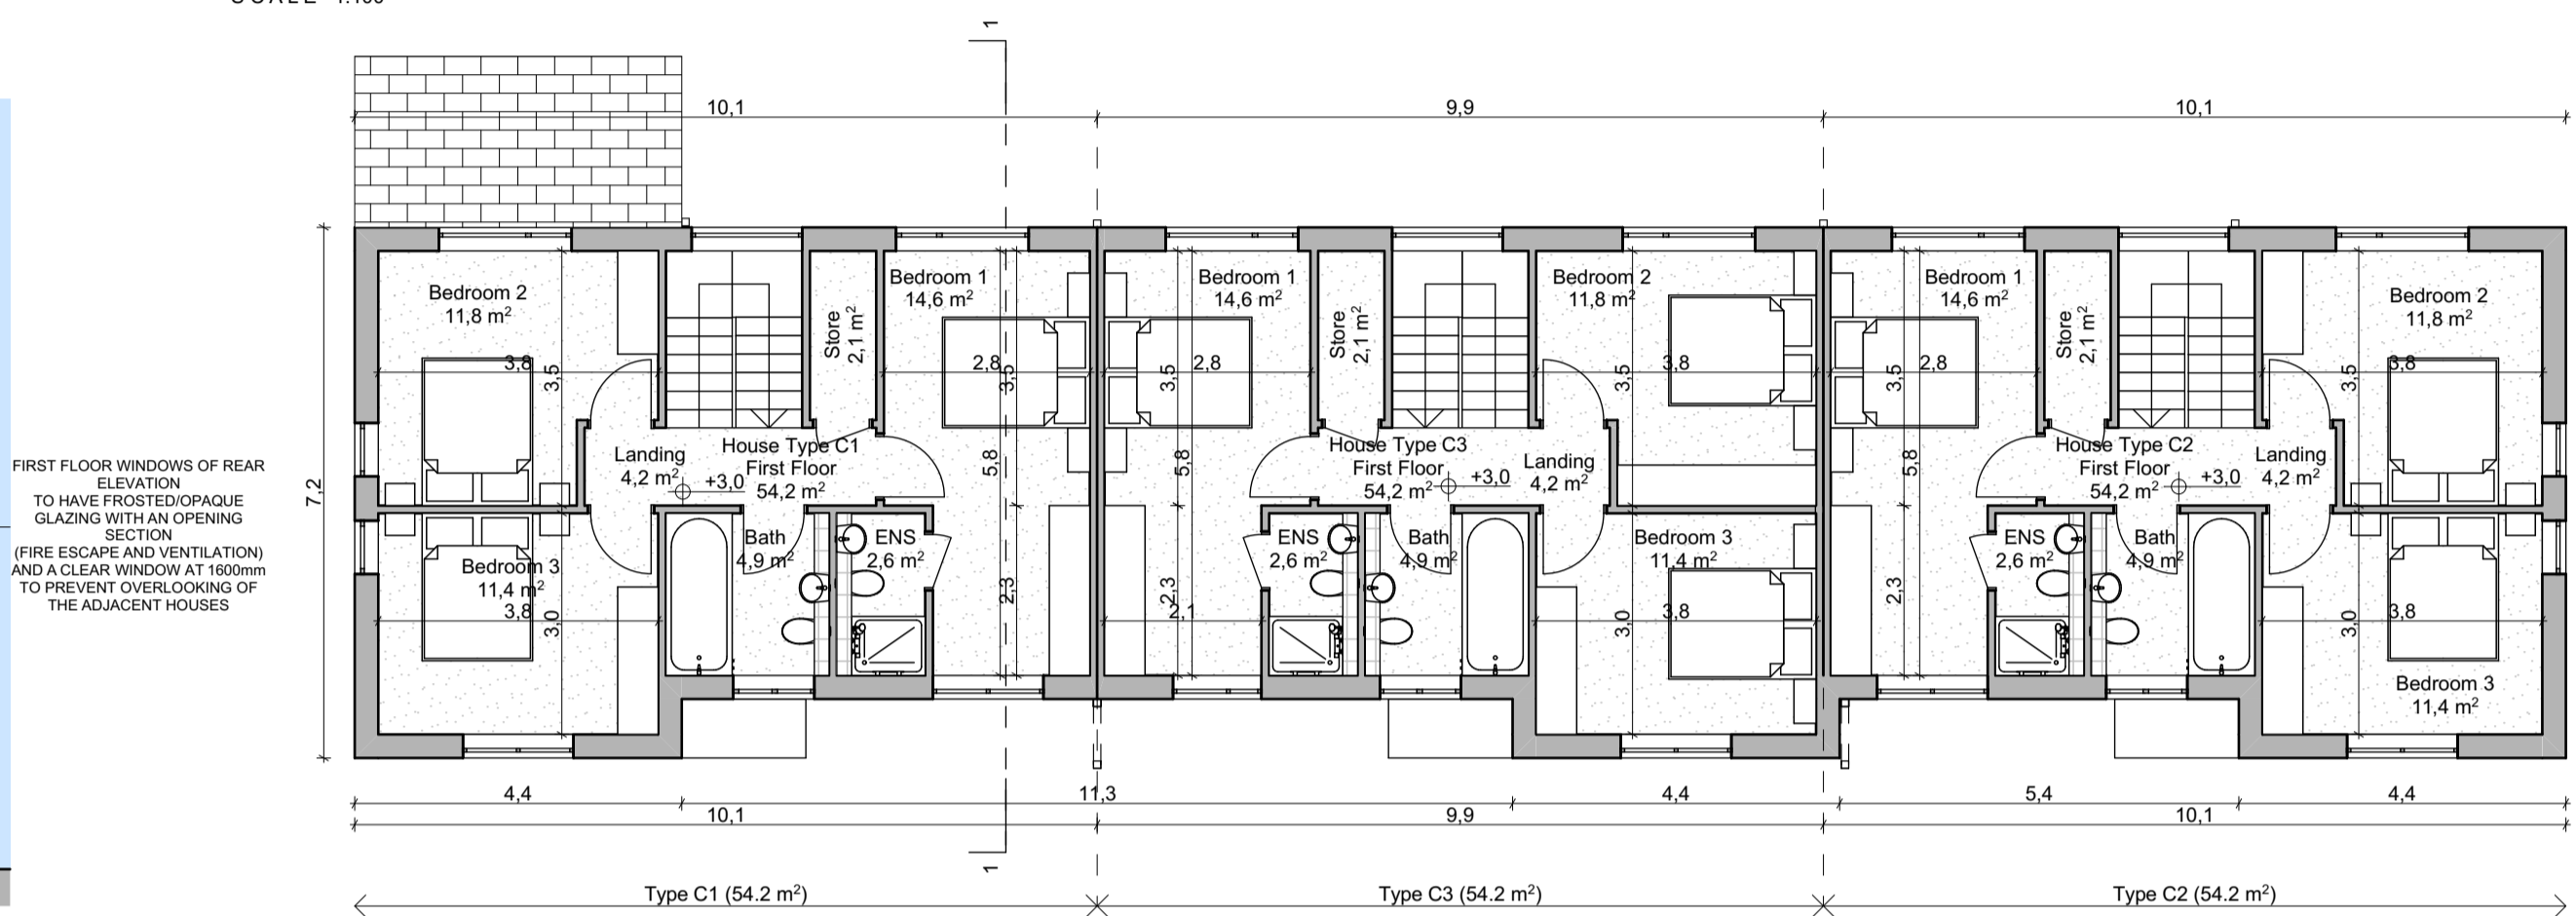 1
10,1
9,9
10,1
Bedroom 2
11,8 m²
3,8
3,5
Store
2,1 m²
Bedroom 1
14,6 m²
2,8
3,5
5,8
2,3
Landing
4,2 m²
House Type C1
First Floor
54,2 m²
+3,0
Bath
4,9 m²
ENS
2,6 m²
Bedroom 3
11,4 m²
3,8
3,0
Bedroom 1
14,6 m²
2,8
3,5
5,8
2,3
2,1
Store
2,1 m²
Bedroom 2
11,8 m²
3,8
3,5
House Type C3
First Floor
54,2 m²
+3,0
Landing
4,2 m²
ENS
2,6 m²
Bath
4,9 m²
Bedroom 3
11,4 m²
3,8
3,0
Bedroom 1
14,6 m²
2,8
3,5
5,8
2,3
Store
2,1 m²
Bedroom 2
11,8 m²
3,8
3,5
House Type C2
First Floor
54,2 m²
+3,0
Landing
4,2 m²
ENS
2,6 m²
Bath
4,9 m²
3,8
3,0
Bedroom 3
11,4 m²
7,2
FIRST FLOOR WINDOWS OF REAR
ELEVATION
TO HAVE FROSTED/OPAQUE
GLAZING WITH AN OPENING
SECTION
(FIRE ESCAPE AND VENTILATION)
AND A CLEAR WINDOW AT 1600mm
TO PREVENT OVERLOOKING OF
THE ADJACENT HOUSES
4,4
11,3
4,4
5,4
4,4
10,1
9,9
10,1
1
Type C1 (54.2 m²)
Type C3 (54.2 m²)
Type C2 (54.2 m²)